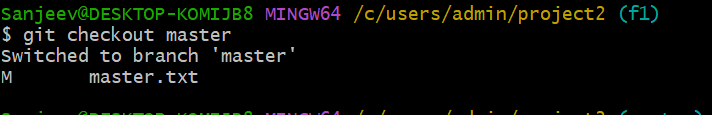 Sanjeev@DESKTOP-KOMIJB8 MINGW64 /c/users/admin/project2 (f1)
$ git checkout master
Switched to branch 'master'
M       master.txt